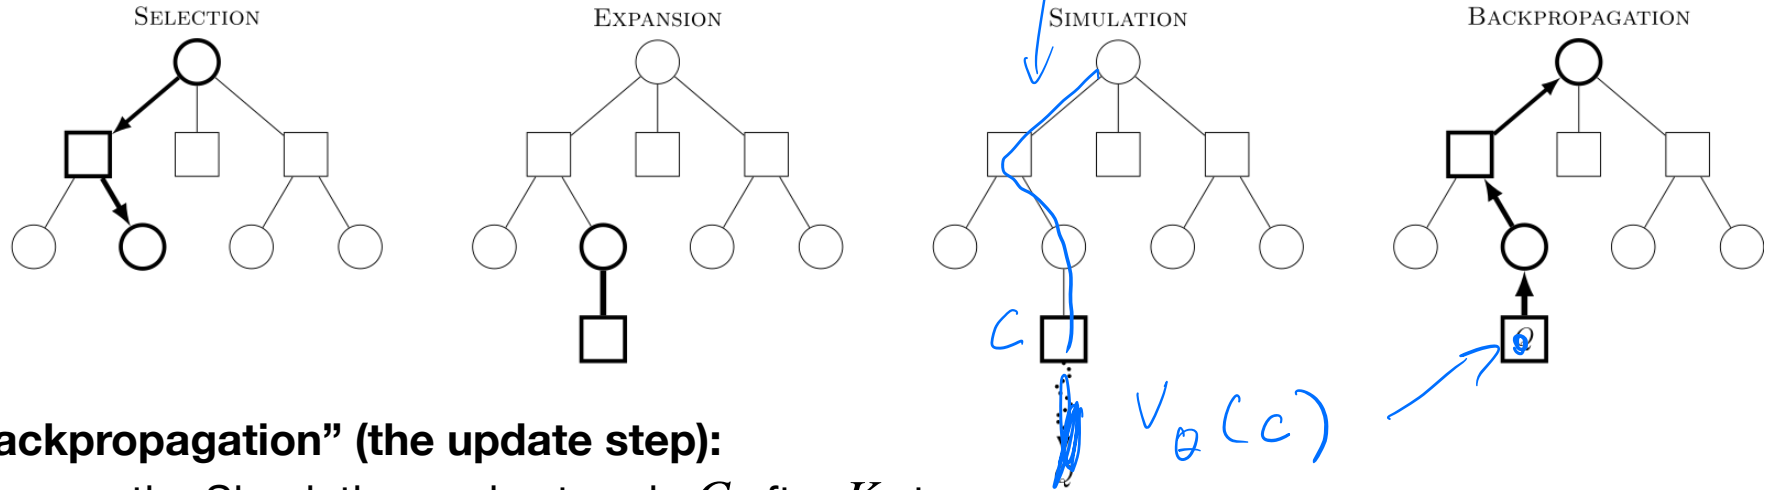 SELECTION EXPANSION SIMULATION BACKPROPAGATION
C
V_θ(c)
ackpropagation” (the update step):